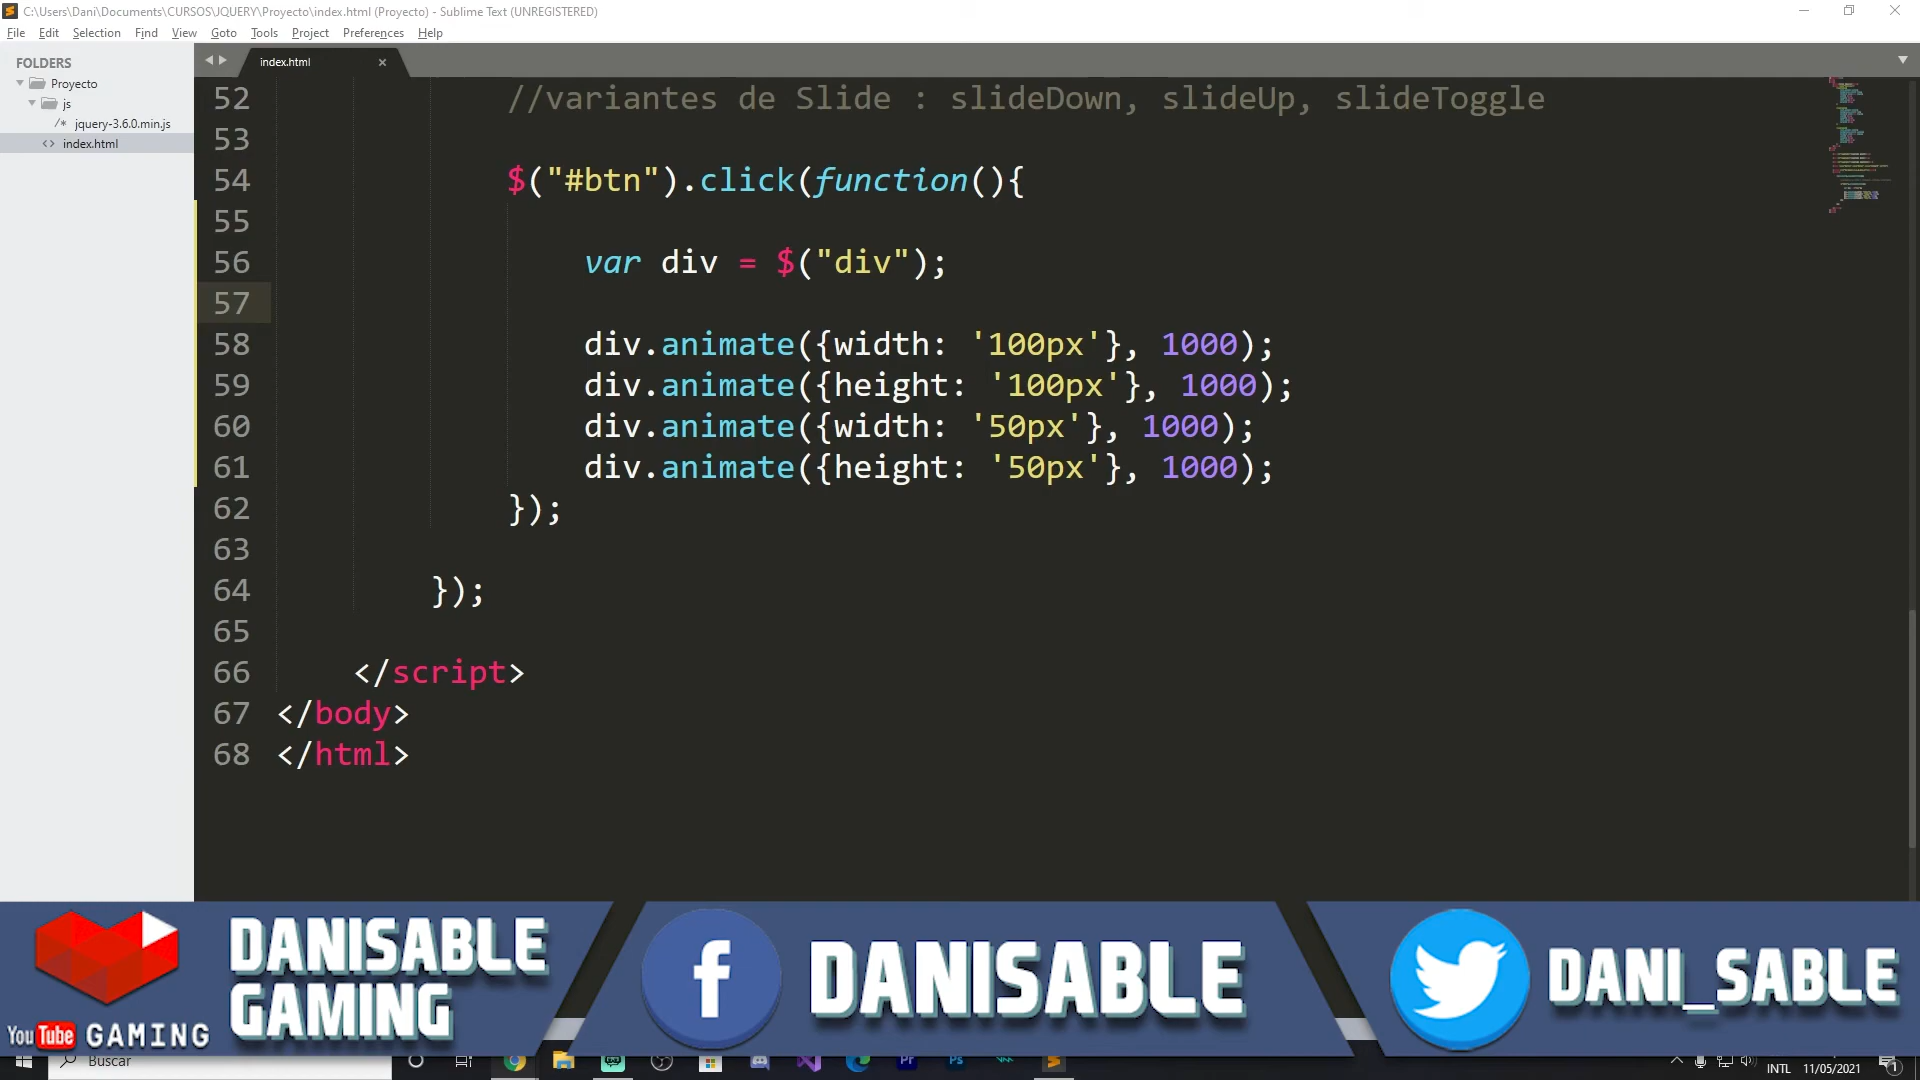 C:\Users\Dani\Documents\CURSOS\JQUERY\Proyecto\index.html (Proyecto) - Sublime Text (UNREGISTERED)
File Edit Selection Find View Goto Tools Project Preferences Help
FOLDERS
Proyecto
js
/* jquery-3.6.0.min.js
<> index.html
index.html ×
52 //variantes de Slide : slideDown, slideUp, slideToggle
53
54 $("#btn").click(function(){
55
56 var div = $("div");
57
58 div.animate({width: '100px'}, 1000);
59 div.animate({height: '100px'}, 1000);
60 div.animate({width: '50px'}, 1000);
61 div.animate({height: '50px'}, 1000);
62 });
63
64 });
65
66 </script>
67 </body>
68 </html>
DANISABLE
GAMING
YouTube GAMING
DANISABLE
DANI_SABLE
Buscar
Pr
Ps
INTL 11/05/2021
1